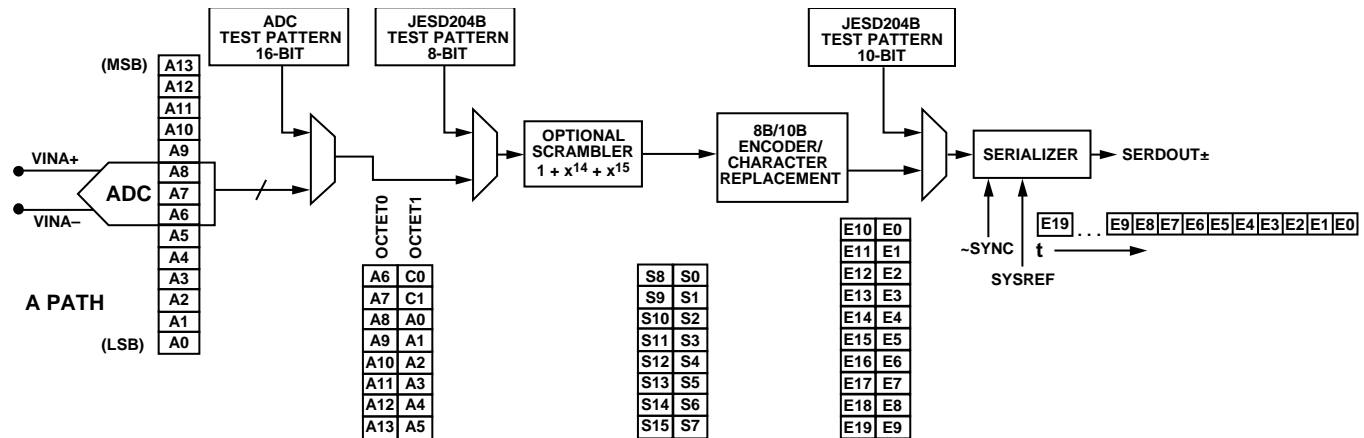 ADC
TEST PATTERN
16-BIT
JESD204B
TEST PATTERN
8-BIT
JESD204B
TEST PATTERN
10-BIT
(MSB)
A13
A12
A11
A10
A9
A8
A7
A6
A5
A4
A3
A2
A1
(LSB) A0
VINA+
VINA–
ADC
A PATH
OCTET0 OCTET1
A6 C0
A7 C1
A8 A0
A9 A1
A10 A2
A11 A3
A12 A4
A13 A5
OPTIONAL
SCRAMBLER
1 + x14 + x15
S8 S0
S9 S1
S10 S2
S11 S3
S12 S4
S13 S5
S14 S6
S15 S7
8B/10B
ENCODER/
CHARACTER
REPLACEMENT
E10 E0
E11 E1
E12 E2
E13 E3
E14 E4
E15 E5
E16 E6
E17 E7
E18 E8
E19 E9
SERIALIZER
SERDOUT±
~SYNC
SYSREF
E19 . . . E9 E8 E7 E6 E5 E4 E3 E2 E1 E0
t